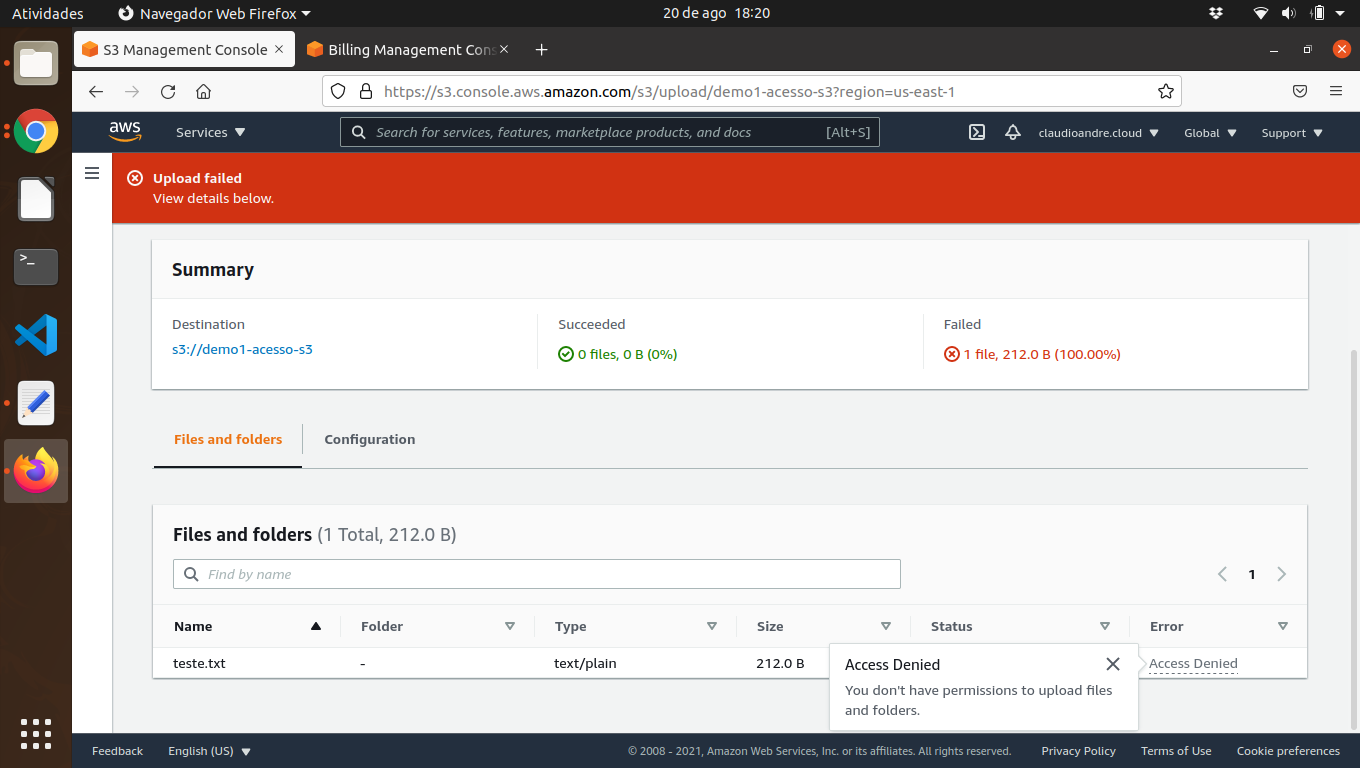 Atividades
Navegador Web Firefox
20 de ago 18:20
S3 Management Console
Billing Management Cons
https://s3.console.aws.amazon.com/s3/upload/demo1-acesso-s3?region=us-east-1
aws
Services
Search for services, features, marketplace products, and docs
[Alt+S]
claudioandre.cloud
Global
Support
Upload failed
View details below.
Summary
Destination
Succeeded
Failed
s3://demo1-acesso-s3
0 files, 0 B (0%)
1 file, 212.0 B (100.00%)
Files and folders
Configuration
Files and folders (1 Total, 212.0 B)
Find by name
1
Name
Folder
Type
Size
Status
Error
teste.txt
-
text/plain
212.0 B
Access Denied
Access Denied
You don't have permissions to upload files
and folders.
Feedback
English (US)
© 2008 - 2021, Amazon Web Services, Inc. or its affiliates. All rights reserved.
Privacy Policy
Terms of Use
Cookie preferences